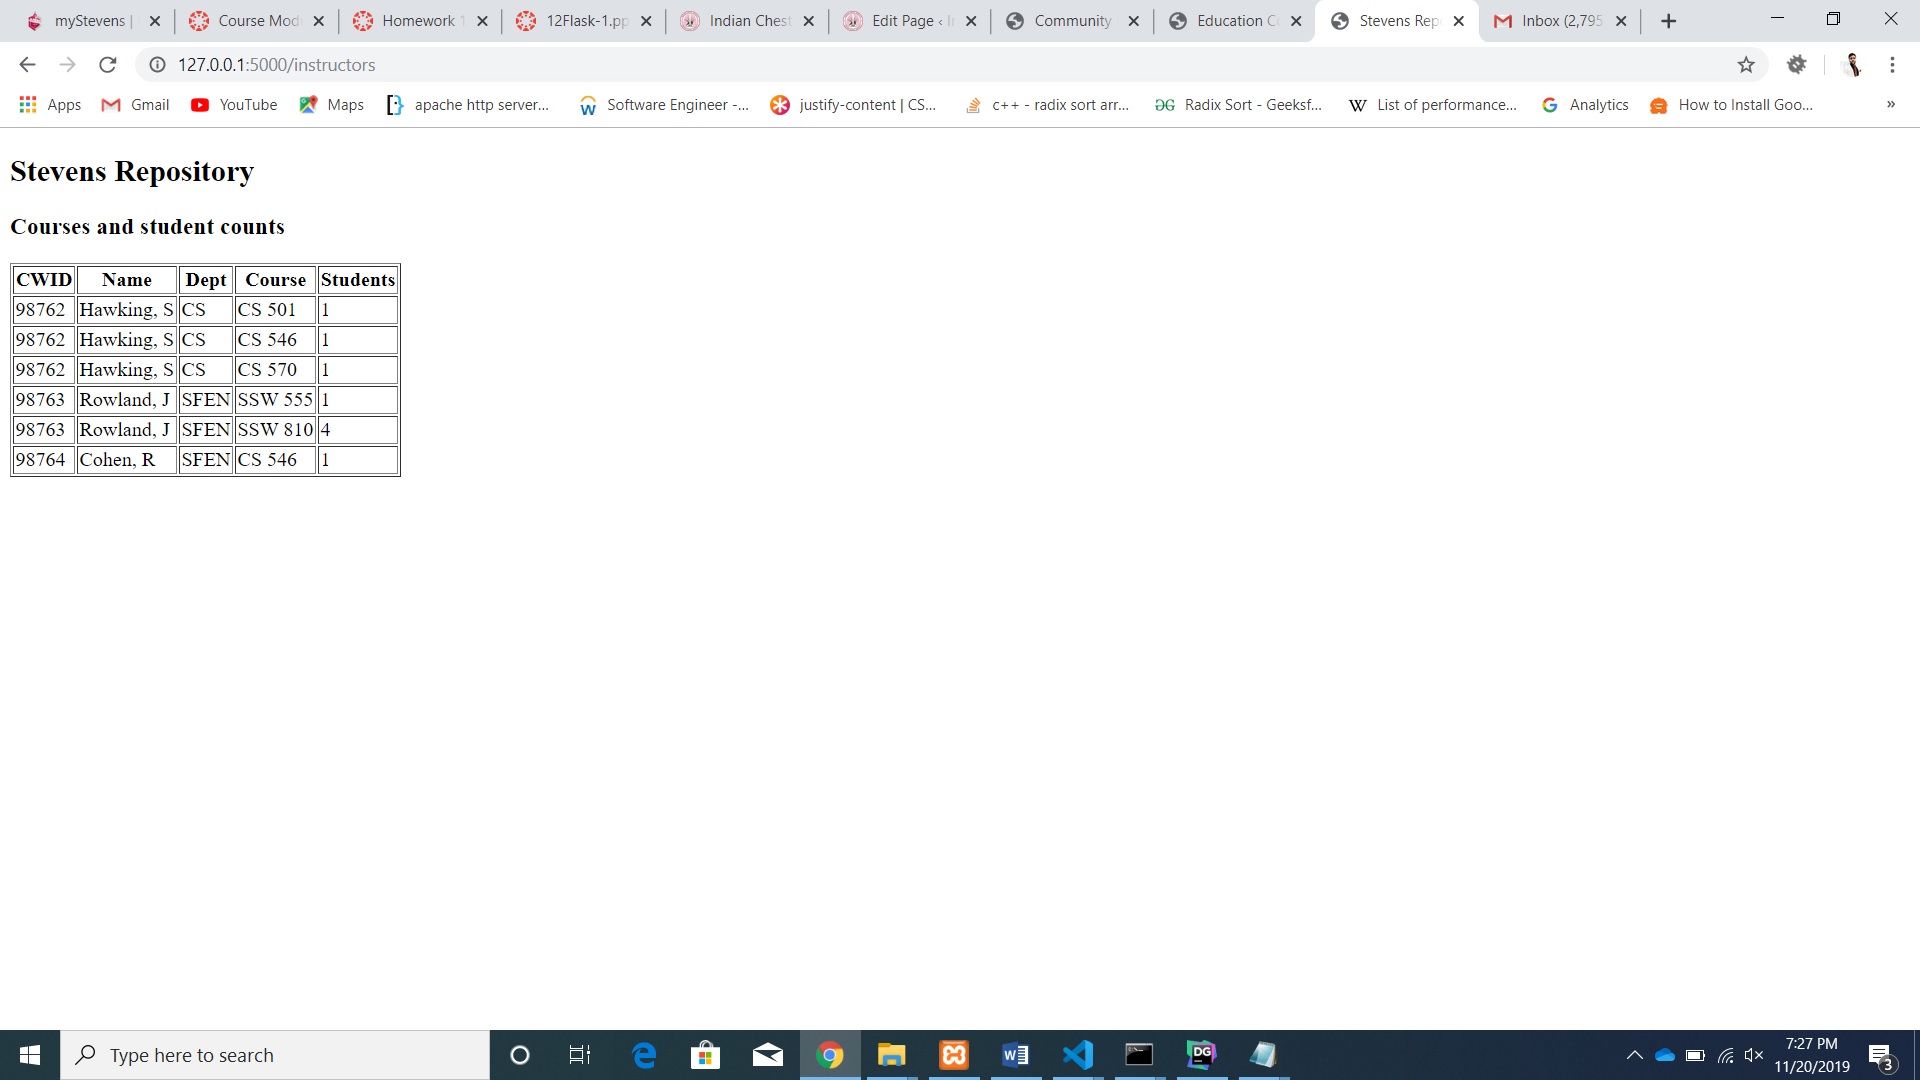 myStevens | Course Mod Homework 1 12Flask-1.pp Indian Chest Edit Page ‹ I Community Education C Stevens Rep Inbox (2,795
127.0.0.1:5000/instructors
Apps Gmail YouTube Maps apache http server... Software Engineer -... justify-content | CS... c++ - radix sort arr... Radix Sort - Geeksf... List of performance... Analytics How to Install Goo... »
Stevens Repository
Courses and student counts
CWID Name Dept Course Students
98762 Hawking, S CS CS 501 1
98762 Hawking, S CS CS 546 1
98762 Hawking, S CS CS 570 1
98763 Rowland, J SFEN SSW 555 1
98763 Rowland, J SFEN SSW 810 4
98764 Cohen, R SFEN CS 546 1
Type here to search
7:27 PM
11/20/2019
3